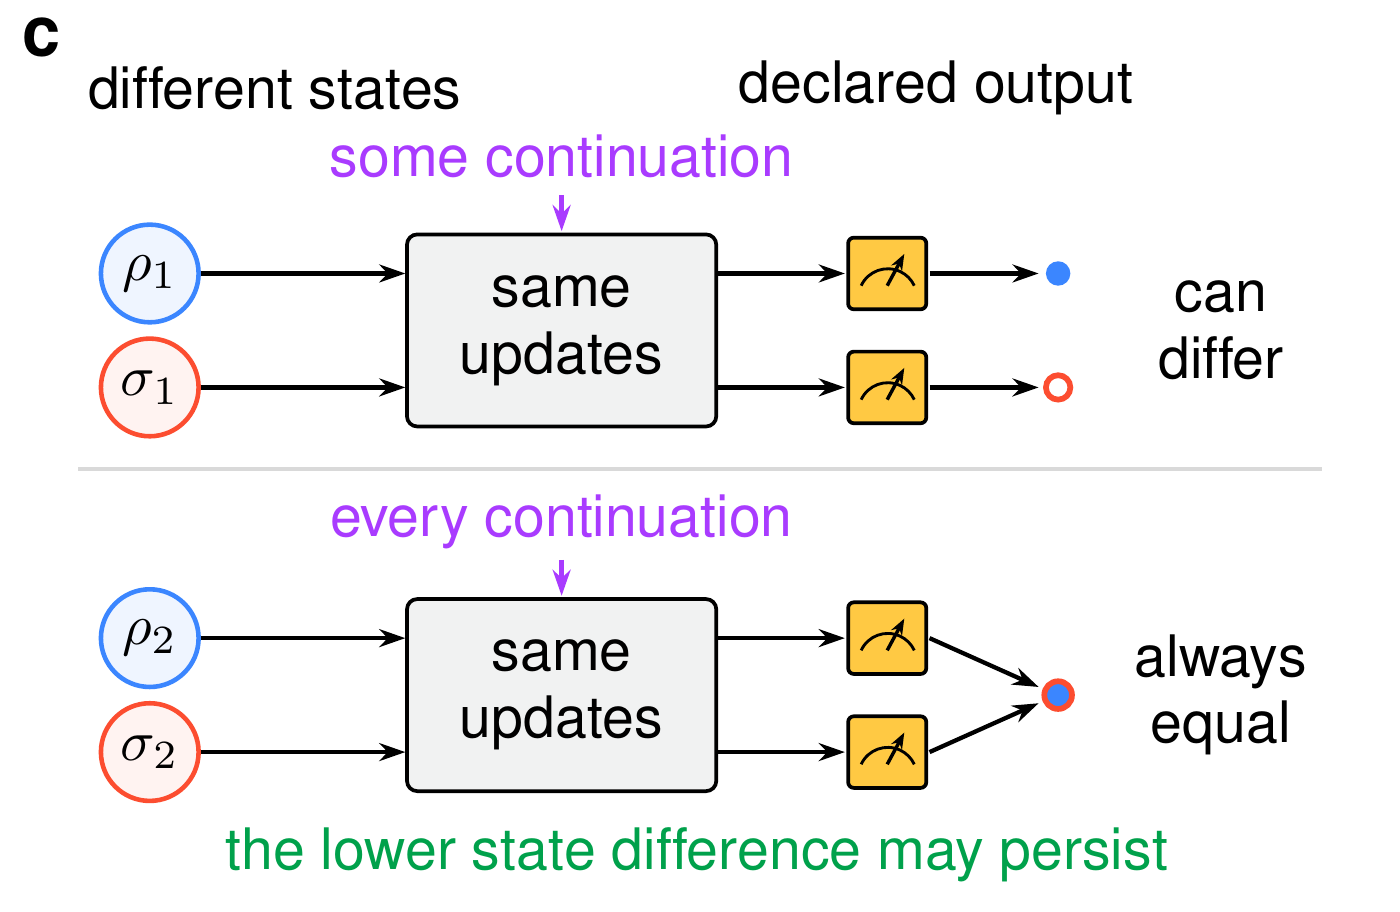 c
different states
declared output
some continuation
ρ₁
σ₁
same
updates
can
differ
every continuation
ρ₂
σ₂
same
updates
always
equal
the lower state difference may persist